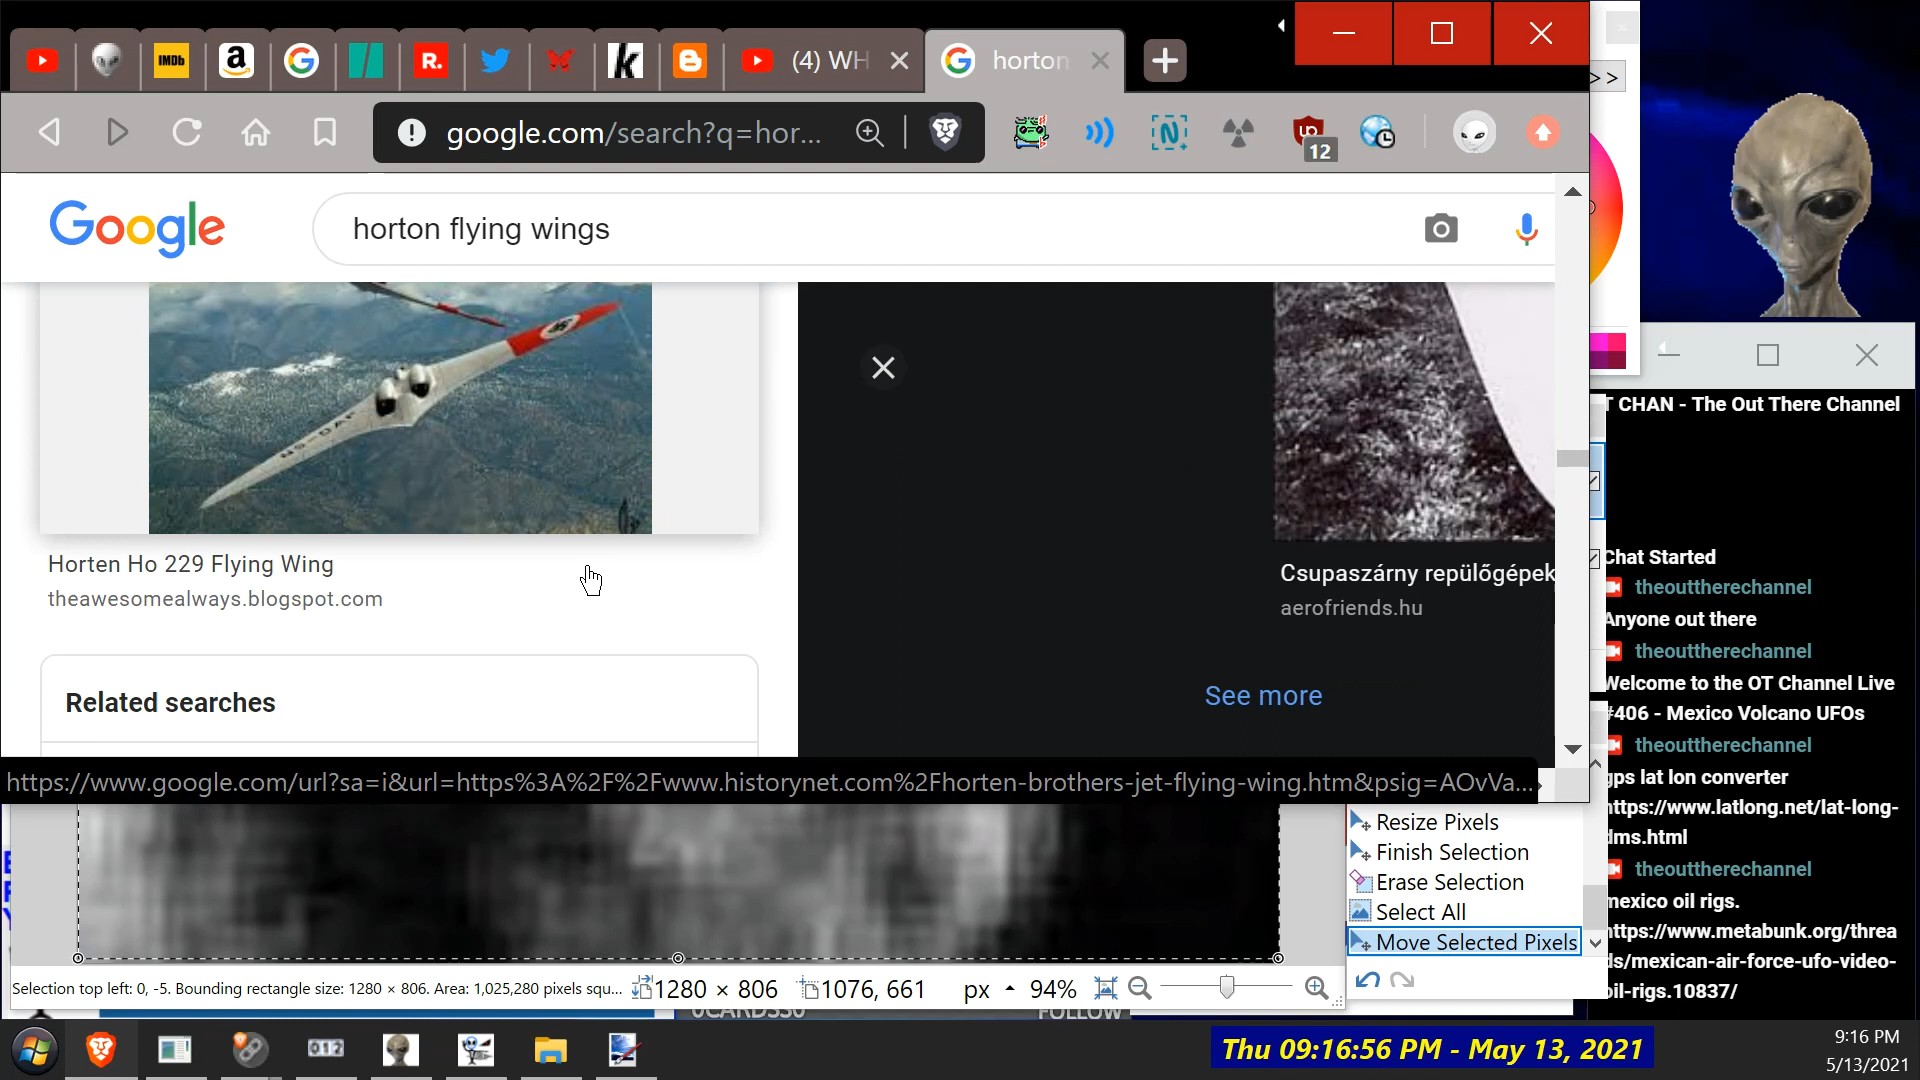 IMDb
a
R.
k
(4) WH
horton
google.com/search?q=hor...
12
>>
Google
horton flying wings
Horten Ho 229 Flying Wing
theawesomealways.blogspot.com
Related searches
Csupaszárny repülőgépek
aerofriends.hu
See more
https://www.google.com/url?sa=i&url=https%3A%2F%2Fwww.historynet.com%2Fhorten-brothers-jet-flying-wing.htm&psig=AOvVa...
T CHAN - The Out There Channel
Chat Started
theouttherechannel
Anyone out there
theouttherechannel
Welcome to the OT Channel Live
#406 - Mexico Volcano UFOs
theouttherechannel
gps lat lon converter
https://www.latlong.net/lat-long-
dms.html
theouttherechannel
mexico oil rigs.
https://www.metabunk.org/threa
ds/mexican-air-force-ufo-video-
oil-rigs.10837/
Resize Pixels
Finish Selection
Erase Selection
Select All
Move Selected Pixels
Selection top left: 0, -5. Bounding rectangle size: 1280 × 806. Area: 1,025,280 pixels squ...
1280 × 806
1076, 661
px
94%
FOLLOW
012
Thu 09:16:56 PM - May 13, 2021
9:16 PM
5/13/2021